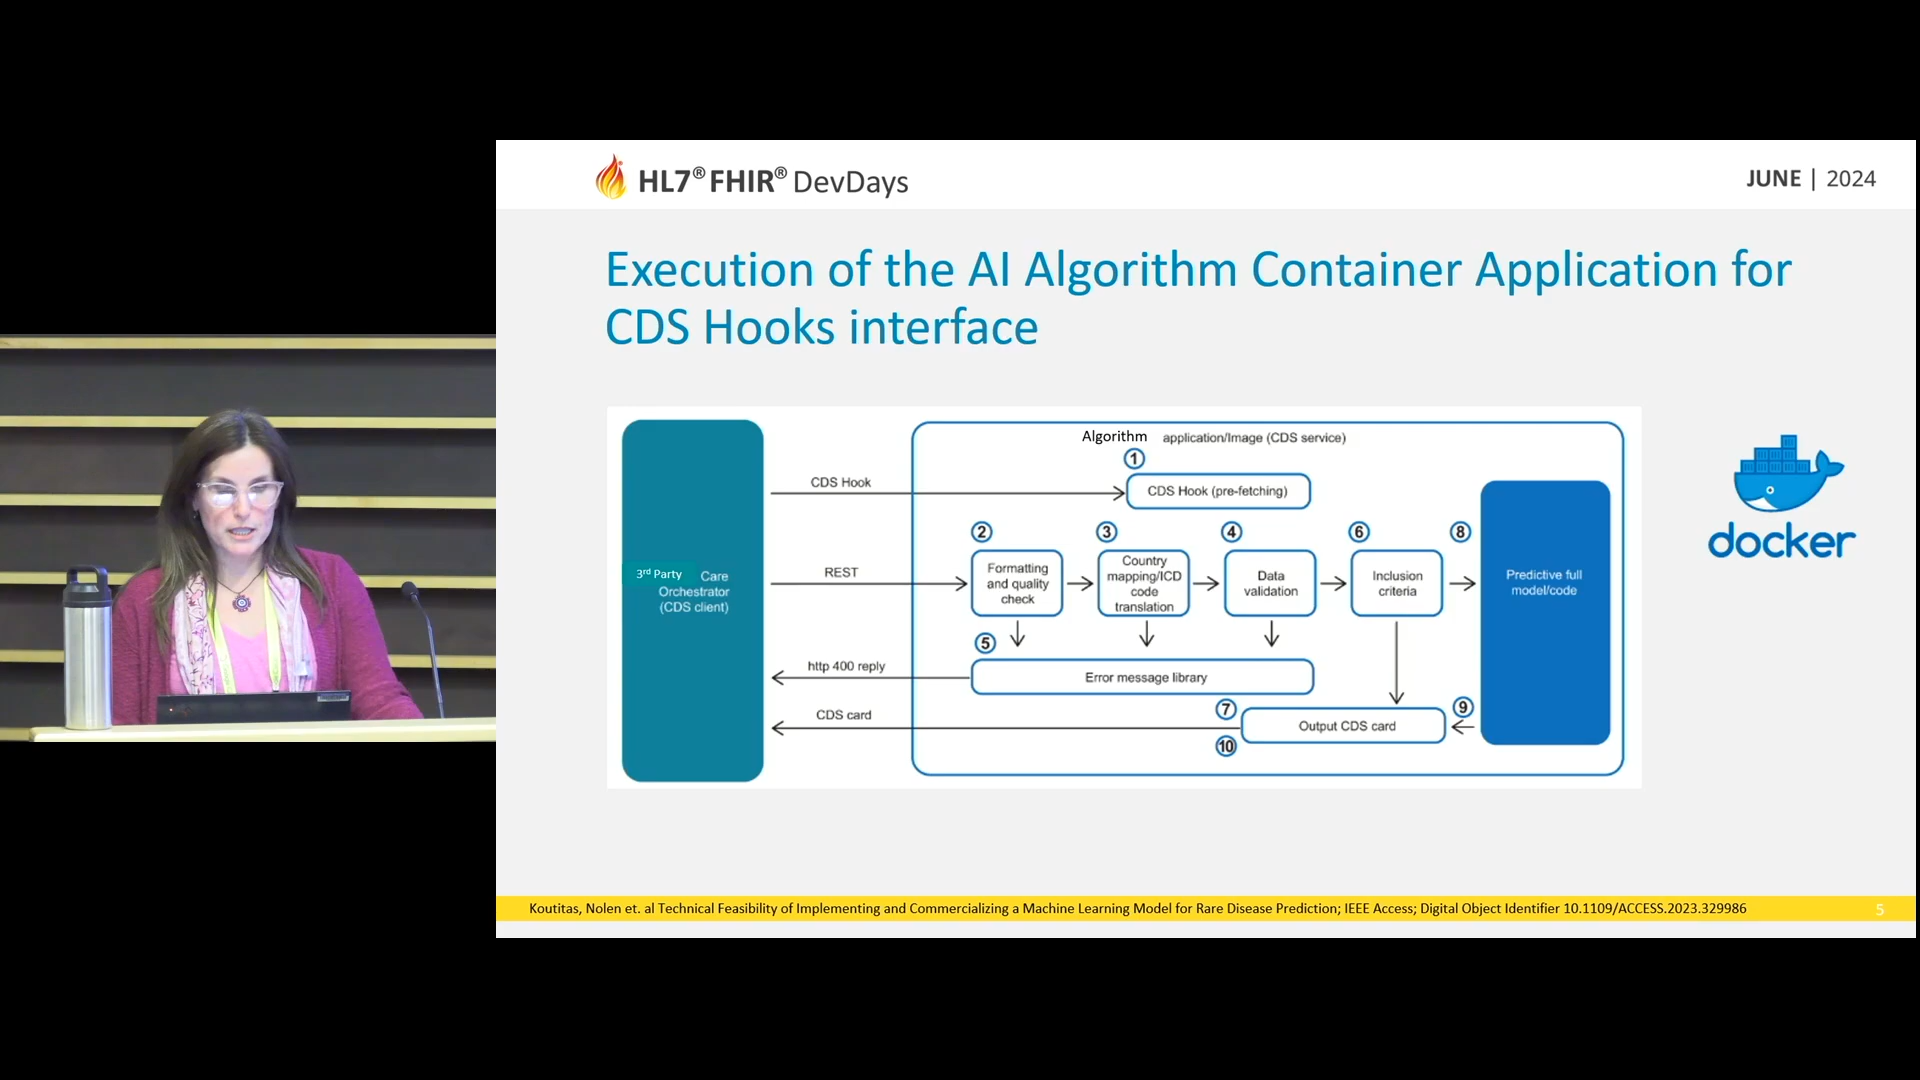 HL7® FHIR® DevDays
JUNE | 2024
Execution of the AI Algorithm Container Application for
CDS Hooks interface
Algorithm application/Image (CDS service)
1
CDS Hook
CDS Hook (pre-fetching)
2
3
4
6
8
3rd Party Care
Orchestrator
(CDS client)
REST
Formatting
and quality
check
Country
mapping/ICD
code
translation
Data
validation
Inclusion
criteria
Predictive full
model/code
5
http 400 reply
Error message library
CDS card
7
10
Output CDS card
9
docker
Koutitas, Nolen et. al Technical Feasibility of Implementing and Commercializing a Machine Learning Model for Rare Disease Prediction; IEEE Access; Digital Object Identifier 10.1109/ACCESS.2023.329986
5